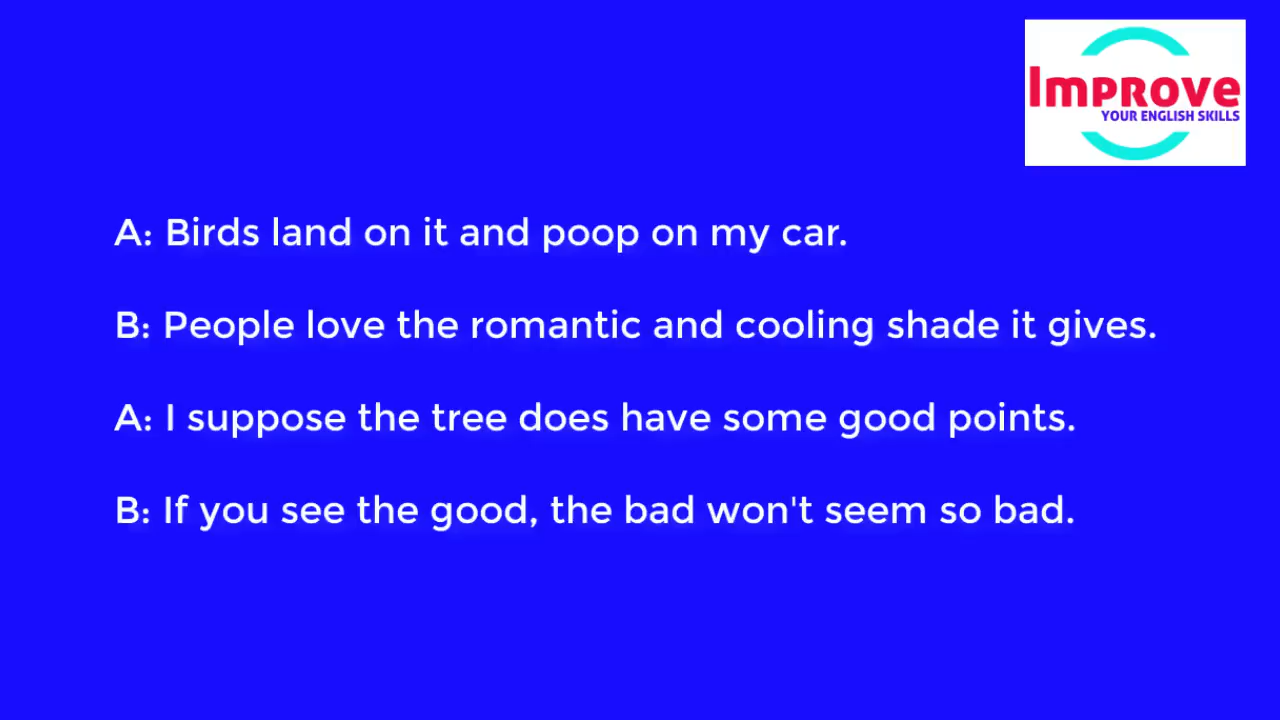 Improve
YOUR ENGLISH SKILLS
A: Birds land on it and poop on my car.
B: People love the romantic and cooling shade it gives.
A: I suppose the tree does have some good points.
B: If you see the good, the bad won't seem so bad.